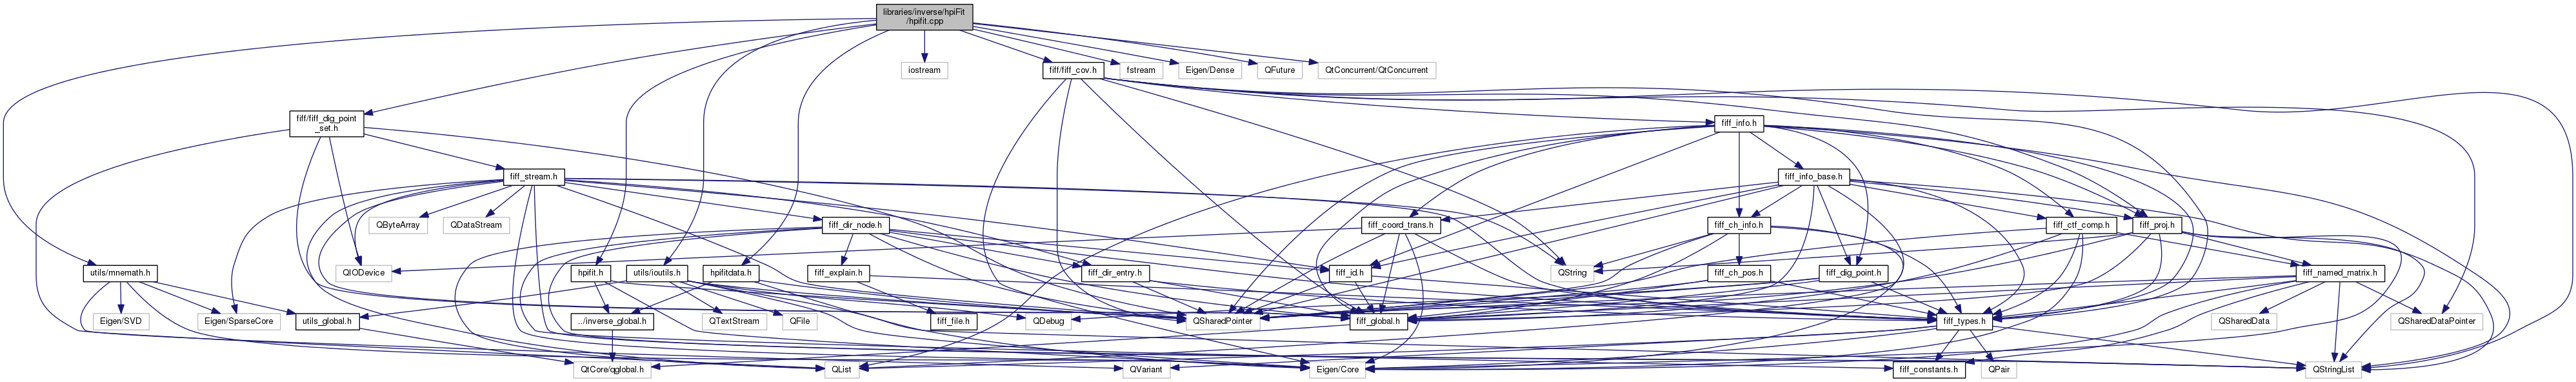 libraries/inverse/hpiFit
/hpifit.cpp
iostream
fiff/fiff_cov.h
fstream
Eigen/Dense
QFuture
QtConcurrent/QtConcurrent
fiff/fiff_dig_point
_set.h
fiff_info.h
fiff_stream.h
fiff_info_base.h
QByteArray
QDataStream
fiff_dir_node.h
fiff_coord_trans.h
fiff_ch_info.h
fiff_ctf_comp.h
fiff_proj.h
utils/mnemath.h
QIODevice
hpifit.h
utils/ioutils.h
hpifitdata.h
fiff_explain.h
fiff_dir_entry.h
QString
fiff_id.h
fiff_ch_pos.h
fiff_dig_point.h
fiff_named_matrix.h
Eigen/SVD
Eigen/SparseCore
utils_global.h
../inverse_global.h
QTextStream
QFile
fiff_file.h
QDebug
QSharedPointer
fiff_global.h
fiff_types.h
QSharedData
QSharedDataPointer
QtCore/qglobal.h
QList
QVariant
Eigen/Core
fiff_constants.h
QPair
QStringList